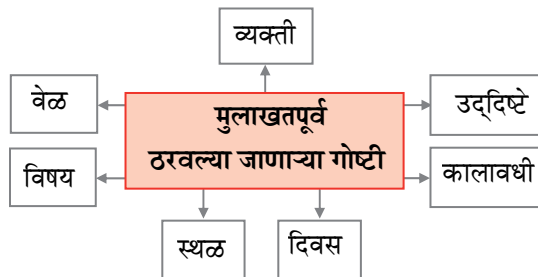 व्यक्ती
वेळ
मुलाखतपूर्व
ठरवल्या जाणाऱ्या गोष्टी
उद्‌दिष्टे
विषय
कालावधी
स्थळ
दिवस